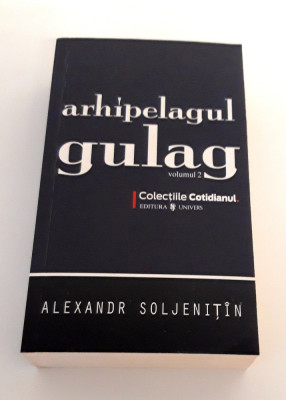 arhipelagul
gulag
volumul 2
Colecțiile Cotidianul.
EDITURA UNIVERS
ALEXANDR SOLJENIȚÎN